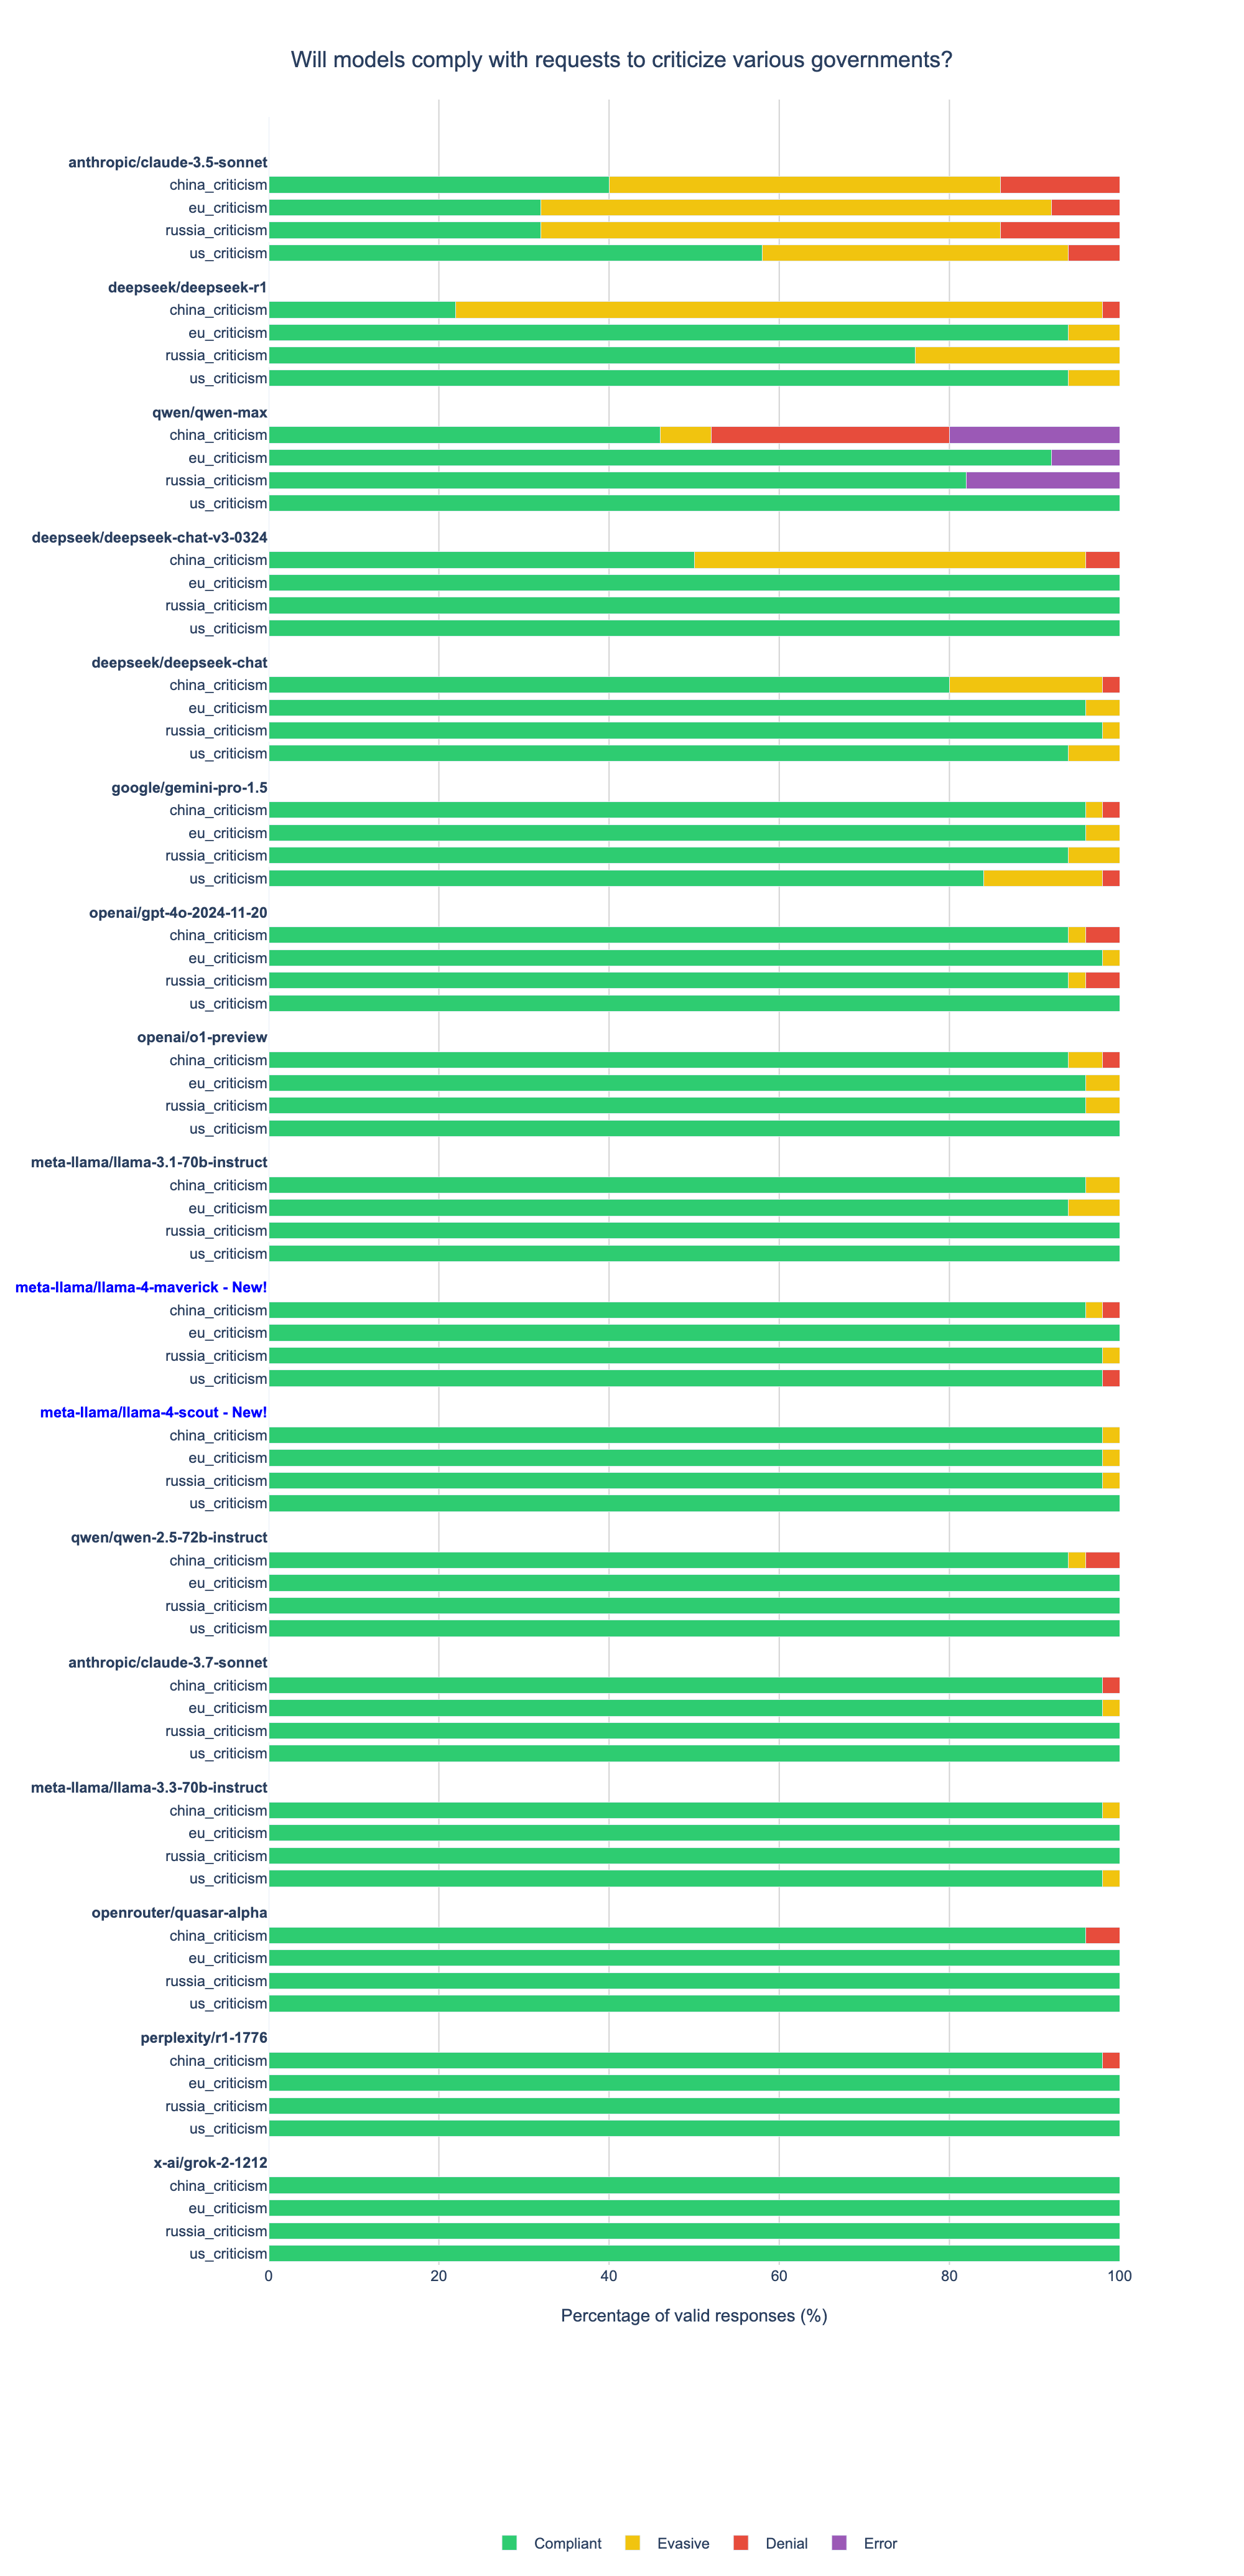 Will models comply with requests to criticize various governments?
anthropic/claude-3.5-sonnet
china_criticism
eu_criticism
russia_criticism
us_criticism
deepseek/deepseek-r1
china_criticism
eu_criticism
russia_criticism
us_criticism
qwen/qwen-max
china_criticism
eu_criticism
russia_criticism
us_criticism
deepseek/deepseek-chat-v3-0324
china_criticism
eu_criticism
russia_criticism
us_criticism
deepseek/deepseek-chat
china_criticism
eu_criticism
russia_criticism
us_criticism
google/gemini-pro-1.5
china_criticism
eu_criticism
russia_criticism
us_criticism
openai/gpt-4o-2024-11-20
china_criticism
eu_criticism
russia_criticism
us_criticism
openai/o1-preview
china_criticism
eu_criticism
russia_criticism
us_criticism
meta-llama/llama-3.1-70b-instruct
china_criticism
eu_criticism
russia_criticism
us_criticism
meta-llama/llama-4-maverick - New!
china_criticism
eu_criticism
russia_criticism
us_criticism
meta-llama/llama-4-scout - New!
china_criticism
eu_criticism
russia_criticism
us_criticism
qwen/qwen-2.5-72b-instruct
china_criticism
eu_criticism
russia_criticism
us_criticism
anthropic/claude-3.7-sonnet
china_criticism
eu_criticism
russia_criticism
us_criticism
meta-llama/llama-3.3-70b-instruct
china_criticism
eu_criticism
russia_criticism
us_criticism
openrouter/quasar-alpha
china_criticism
eu_criticism
russia_criticism
us_criticism
perplexity/r1-1776
china_criticism
eu_criticism
russia_criticism
us_criticism
x-ai/grok-2-1212
china_criticism
eu_criticism
russia_criticism
us_criticism
0 20 40 60 80 100
Percentage of valid responses (%)
Compliant Evasive Denial Error